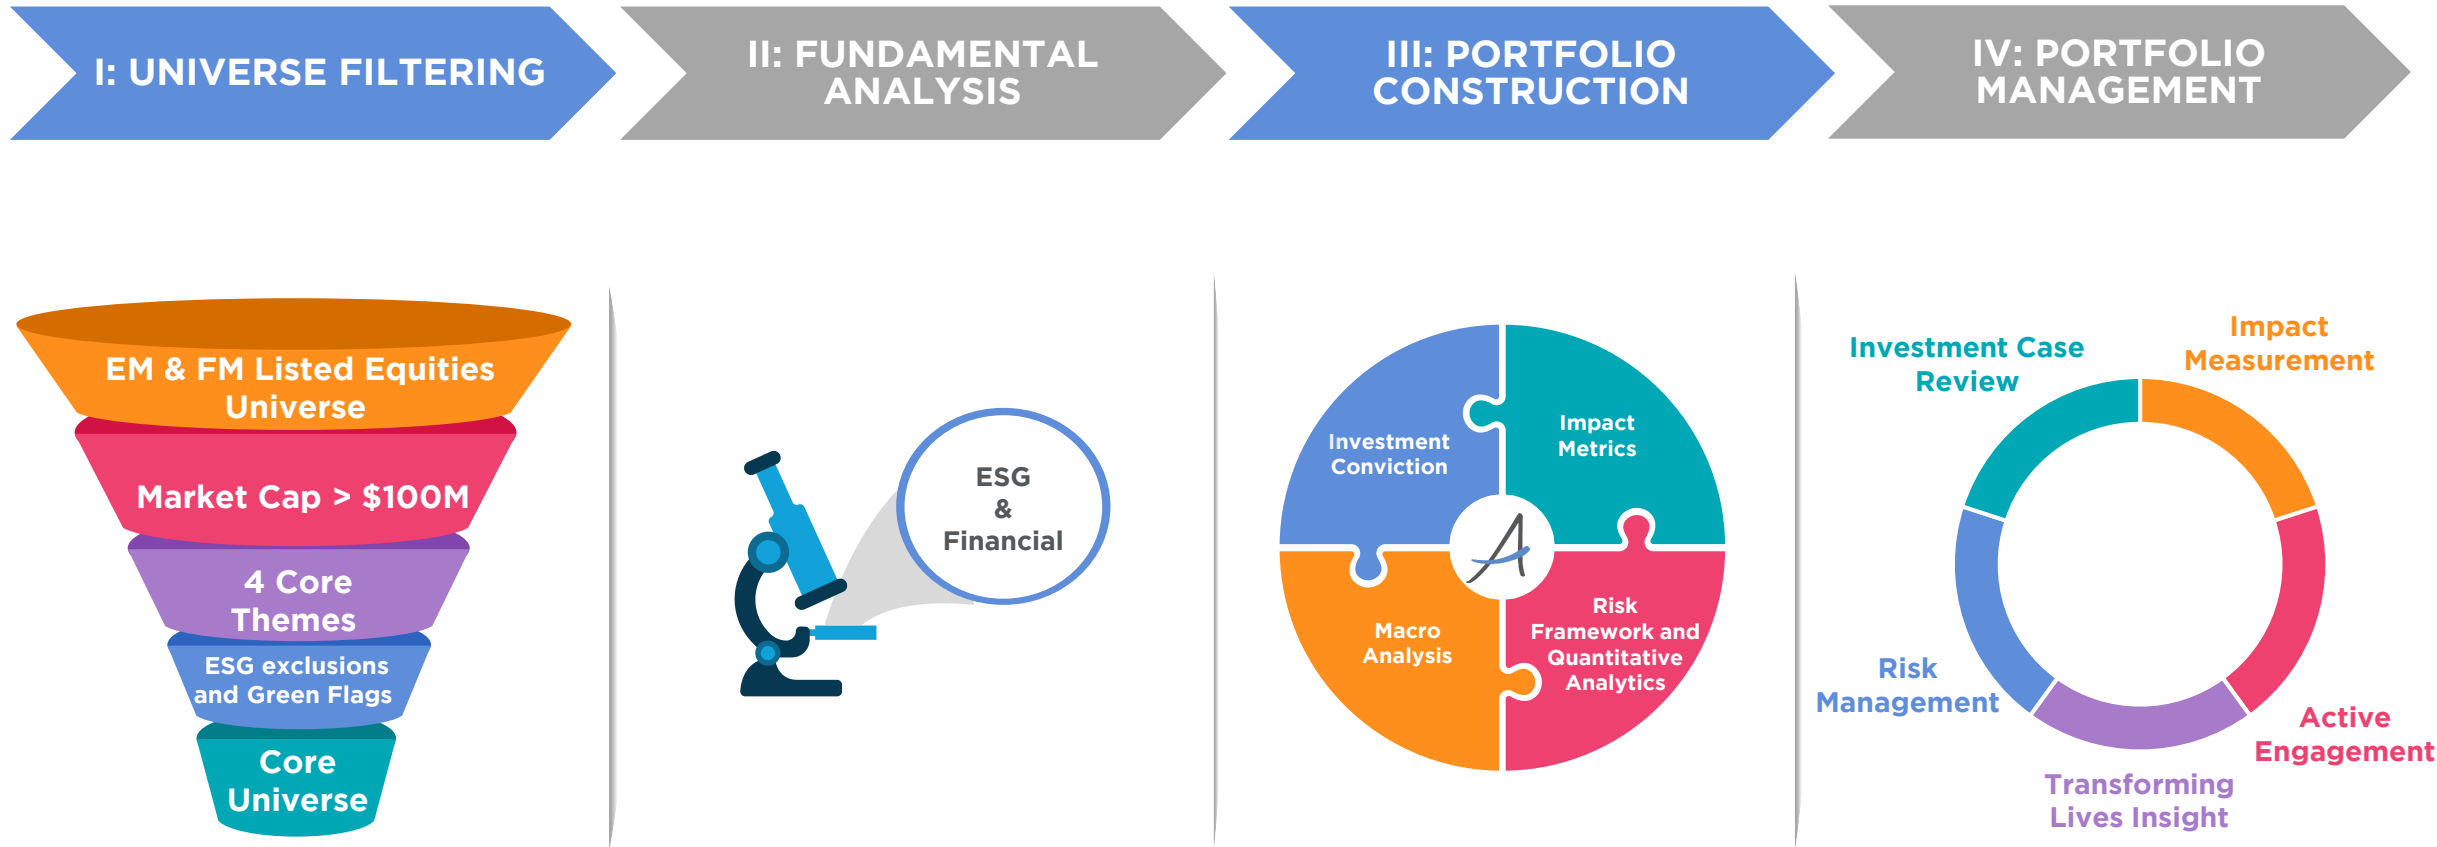 I: UNIVERSE FILTERING
II: FUNDAMENTAL
ANALYSIS
III: PORTFOLIO
CONSTRUCTION
IV: PORTFOLIO
MANAGEMENT
EM & FM Listed Equities
Universe
Market Cap > $100M
4 Core
Themes
ESG exclusions
and Green Flags
Core
Universe
ESG
&
Financial
Investment
Conviction
Impact
Metrics
Macro
Analysis
Risk
Framework and
Quantitative
Analytics
A
Investment Case
Review
Impact
Measurement
Risk
Management
Active
Engagement
Transforming
Lives Insight